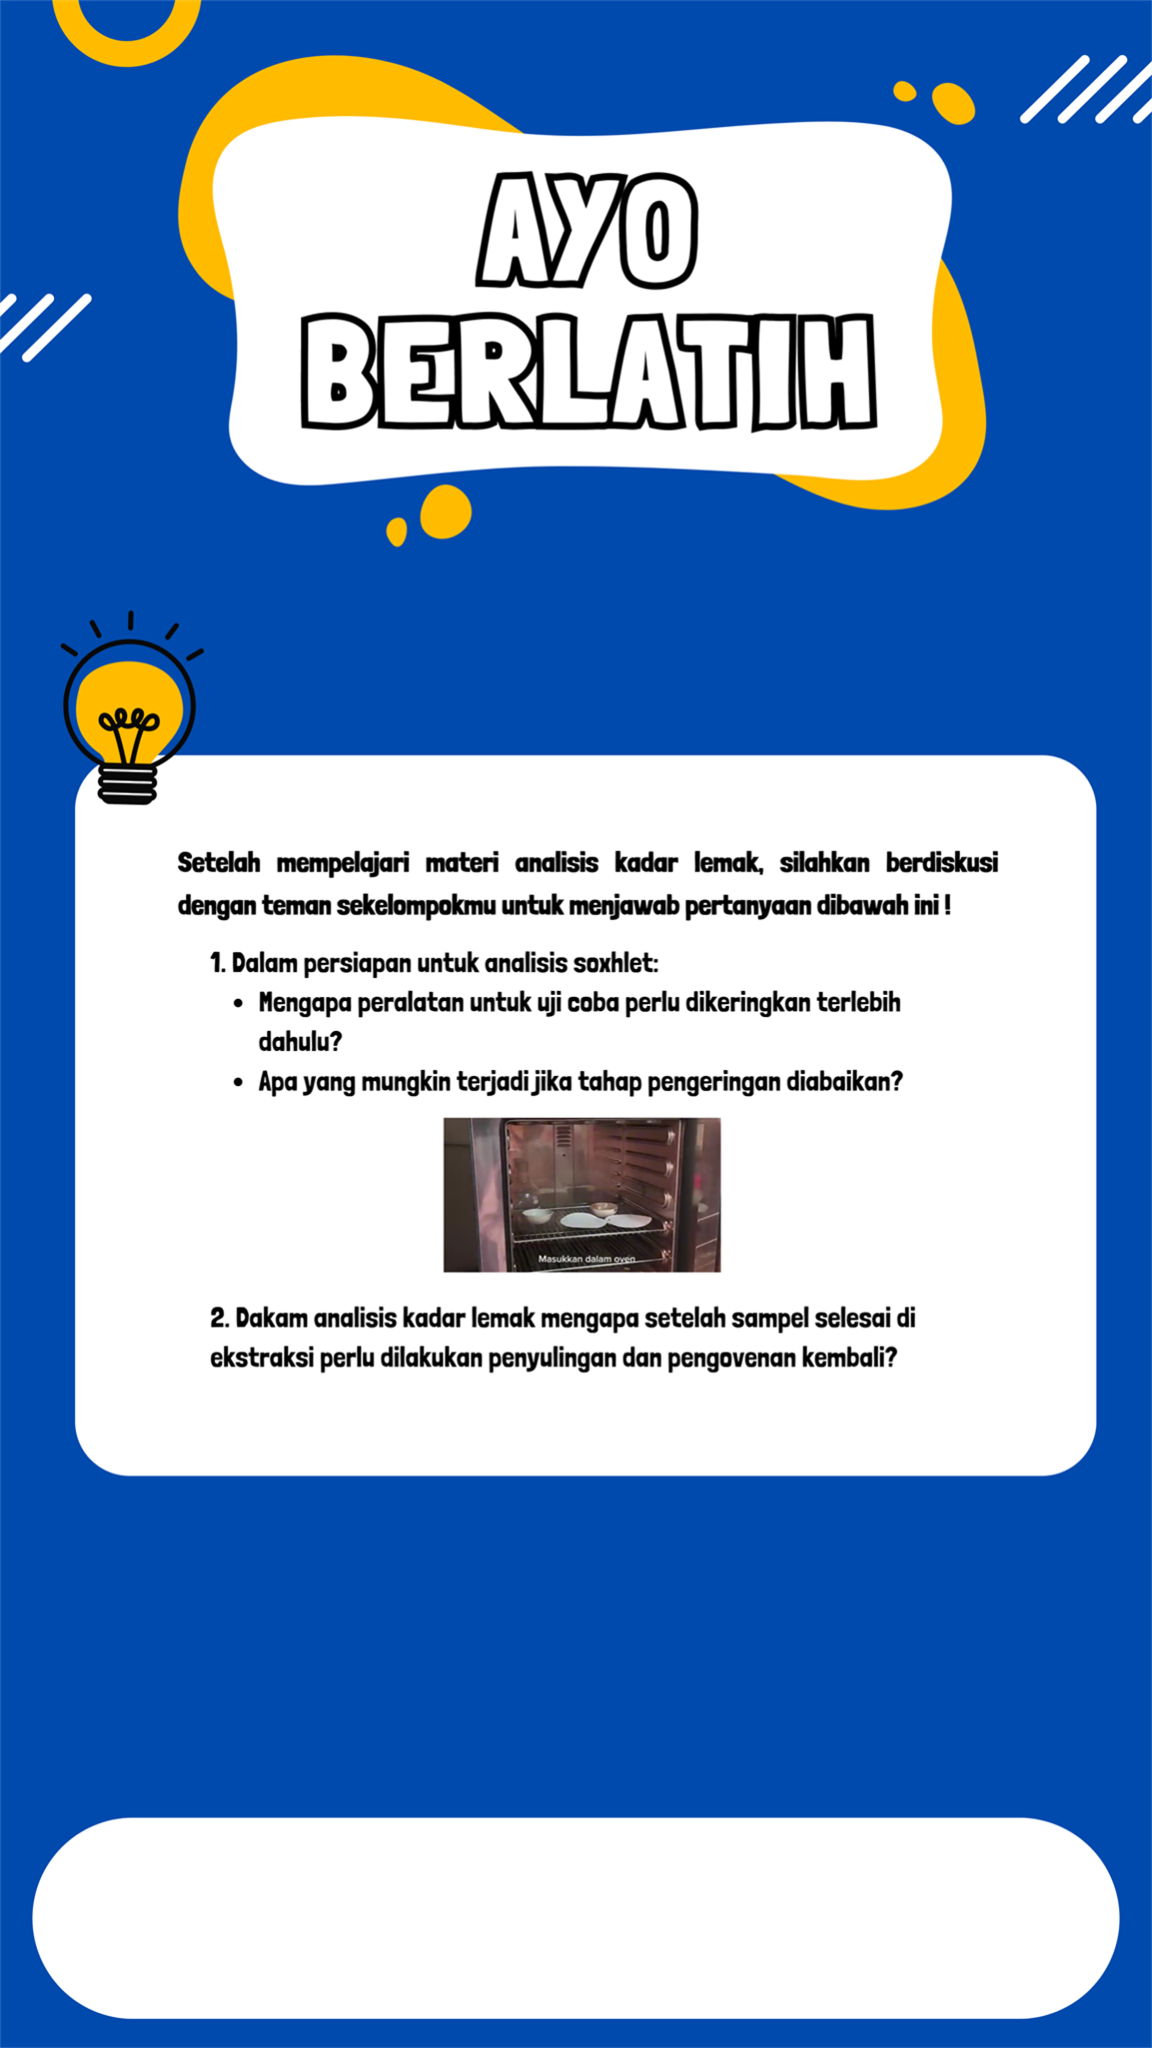 AYO
BERLATIH
Setelah mempelajari materi analisis kadar lemak, silahkan berdiskusi
dengan teman sekelompokmu untuk menjawab pertanyaan dibawah ini !
1. Dalam persiapan untuk analisis soxhlet:
• Mengapa peralatan untuk uji coba perlu dikeringkan terlebih
dahulu?
• Apa yang mungkin terjadi jika tahap pengeringan diabaikan?
Masukkan dalam oven
2. Dakam analisis kadar lemak mengapa setelah sampel selesai di
ekstraksi perlu dilakukan penyulingan dan pengovenan kembali?